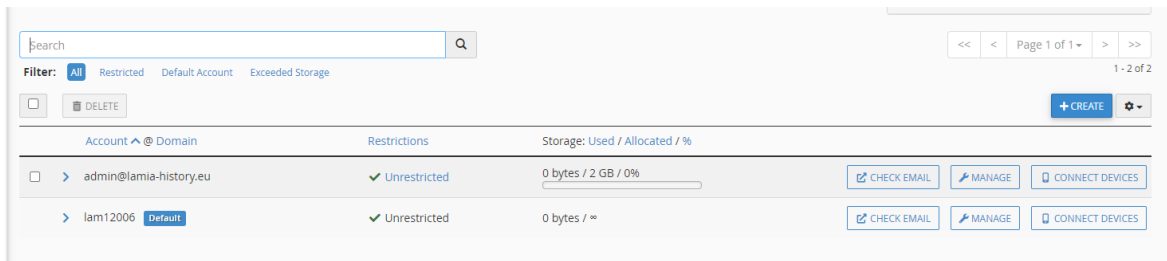 Search
<< < Page 1 of 1 > >>
Filter: All Restricted Default Account Exceeded Storage
1 - 2 of 2
DELETE
+ CREATE
Account @ Domain Restrictions Storage: Used / Allocated / %
admin@lamia-history.eu Unrestricted 0 bytes / 2 GB / 0% CHECK EMAIL MANAGE CONNECT DEVICES
lam12006 Default Unrestricted 0 bytes / ∞ CHECK EMAIL MANAGE CONNECT DEVICES